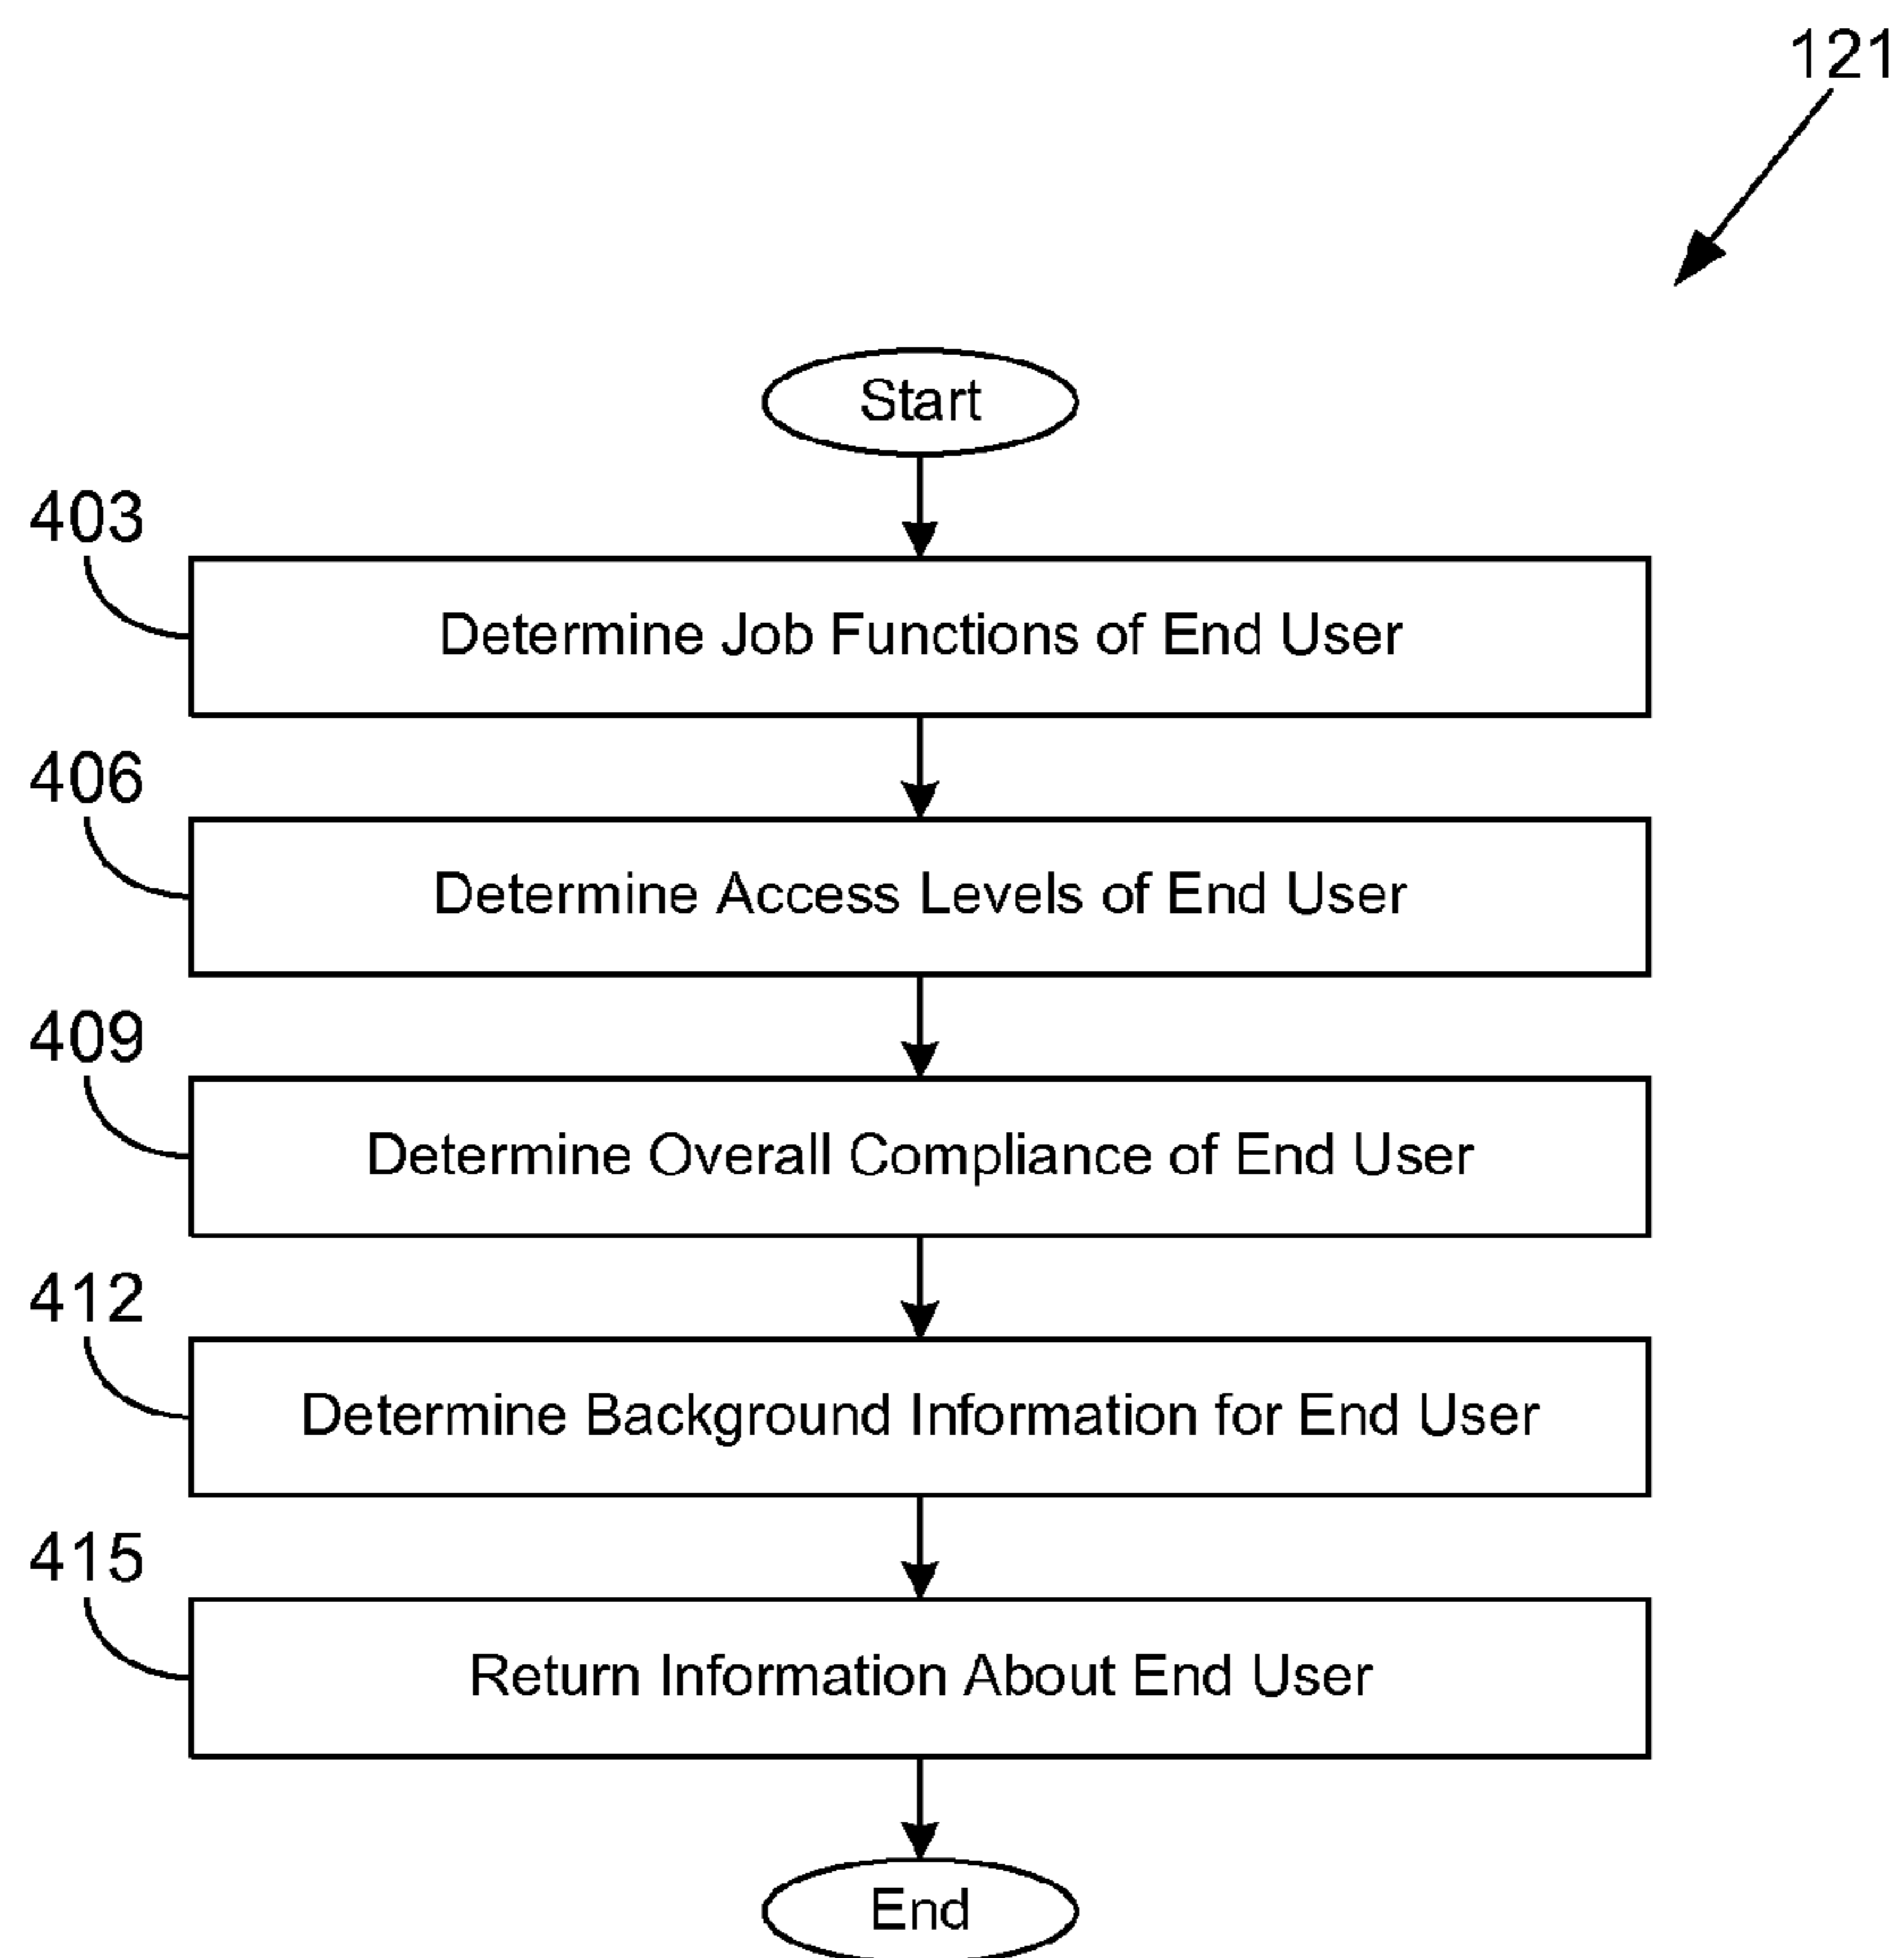 121
Start
403
Determine Job Functions of End User
406
Determine Access Levels of End User
409
Determine Overall Compliance of End User
412
Determine Background Information for End User
415
Return Information About End User
End